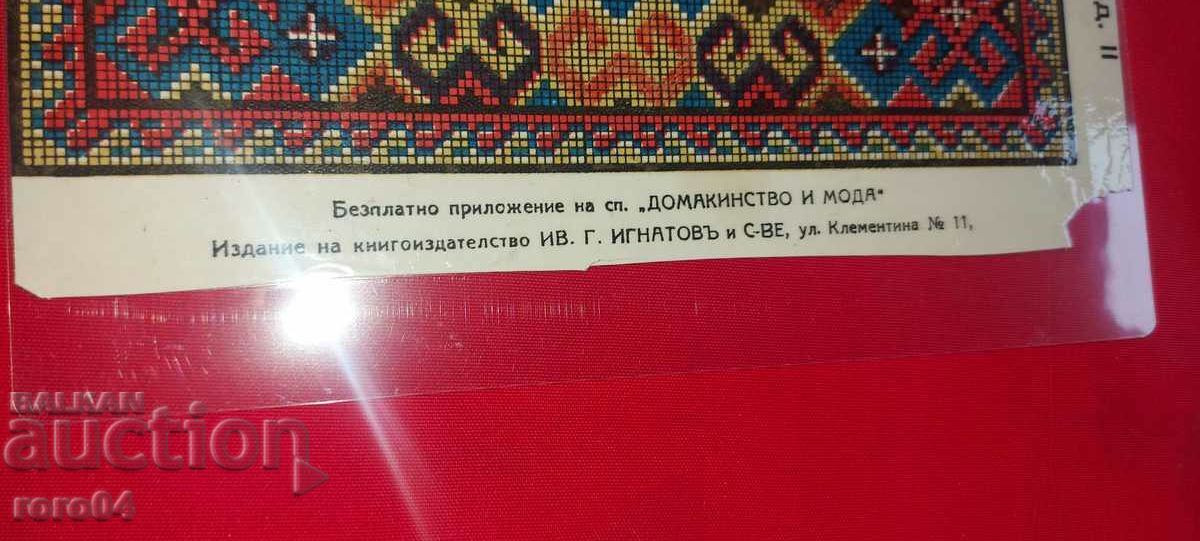 Д. 11
Безплатно приложение на сп. „ДОМАКИНСТВО И МОДА“
Издание на книгоиздателство ИВ. Г. ИГНАТОВЪ и С-ВЕ, ул. Клементина № 11,
BALKAN
auction
roro04